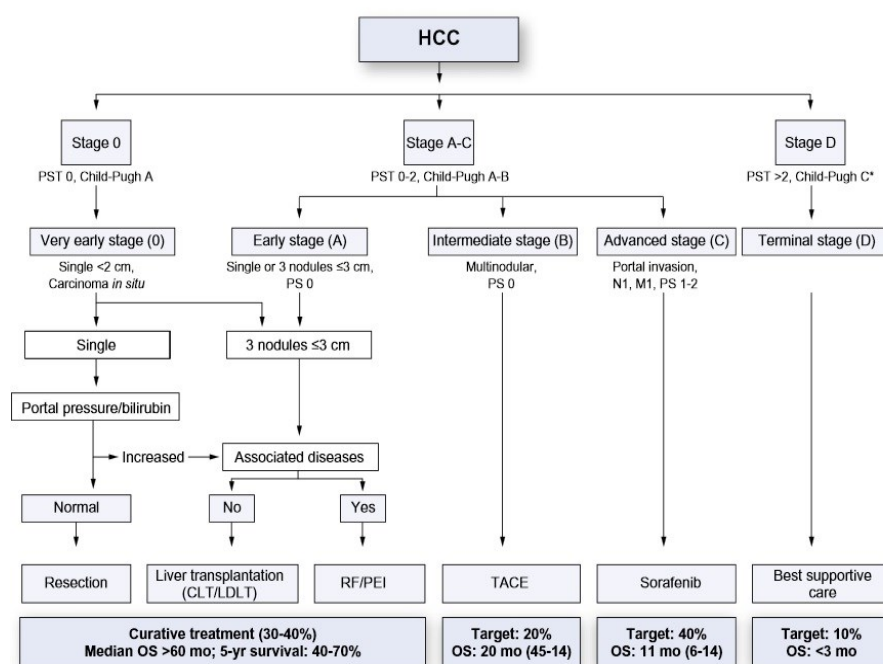 HCC
Stage 0
Stage A-C
Stage D
PST 0, Child-Pugh A
PST 0-2, Child-Pugh A-B
PST >2, Child-Pugh C*
Very early stage (0)
Early stage (A)
Intermediate stage (B)
Advanced stage (C)
Terminal stage (D)
Single <2 cm,
Carcinoma in situ
Single or 3 nodules ≤3 cm,
PS 0
Multinodular,
PS 0
Portal invasion,
N1, M1, PS 1-2
Single
3 nodules ≤3 cm
Portal pressure/bilirubin
Increased
Associated diseases
Normal
No
Yes
Resection
Liver transplantation
(CLT/LDLT)
RF/PEI
TACE
Sorafenib
Best supportive
care
Curative treatment (30-40%)
Median OS >60 mo; 5-yr survival: 40-70%
Target: 20%
OS: 20 mo (45-14)
Target: 40%
OS: 11 mo (6-14)
Target: 10%
OS: <3 mo